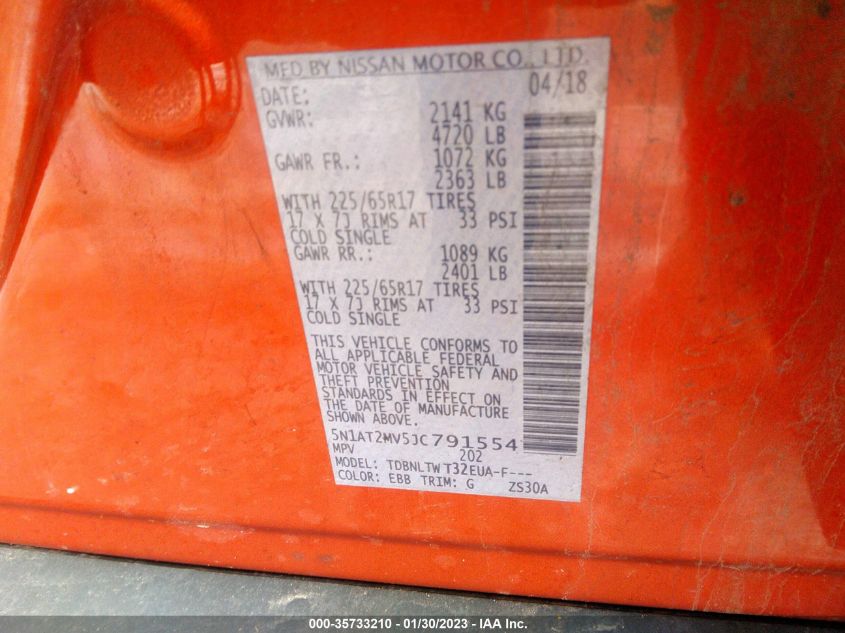 MFD BY NISSAN MOTOR CO., LTD.
DATE: 04/18
GVWR: 2141 KG
4720 LB
GAWR FR.: 1072 KG
2363 LB
WITH 225/65R17 TIRES
17 X 7J RIMS AT 33 PSI
COLD SINGLE
GAWR RR.: 1089 KG
2401 LB
WITH 225/65R17 TIRES
17 X 7J RIMS AT 33 PSI
COLD SINGLE
THIS VEHICLE CONFORMS TO
ALL APPLICABLE FEDERAL
MOTOR VEHICLE SAFETY AND
THEFT PREVENTION
STANDARDS IN EFFECT ON
THE DATE OF MANUFACTURE
SHOWN ABOVE.
5N1AT2MV5JC791554
MPV 202
MODEL: TDBNLTWT32EUA-F---
COLOR: EBB TRIM: G ZS30A
000-35733210 - 01/30/2023 - IAA Inc.